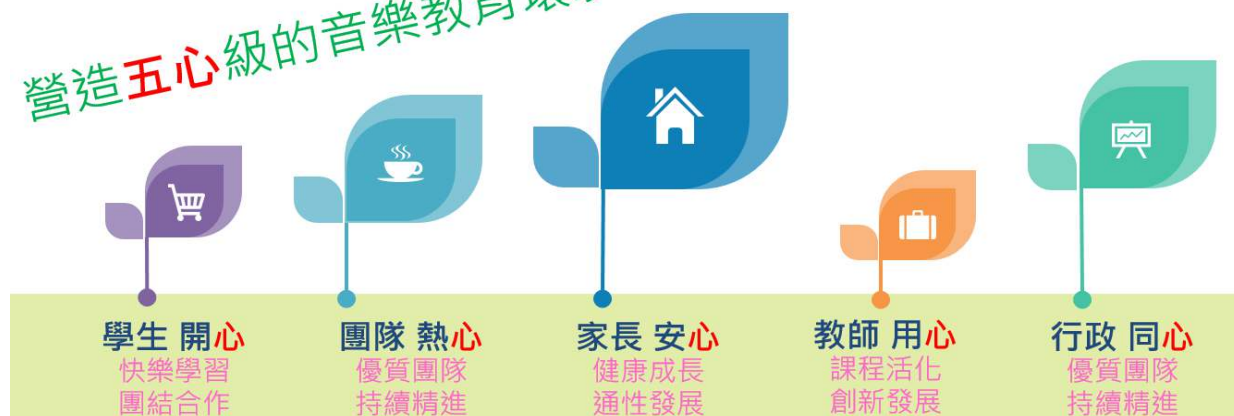 營造五心級的音樂教育
學生 開心
快樂學習
團結合作
團隊 熱心
優質團隊
持續精進
家長 安心
健康成長
通性發展
教師 用心
課程活化
創新發展
行政 同心
優質團隊
持續精進